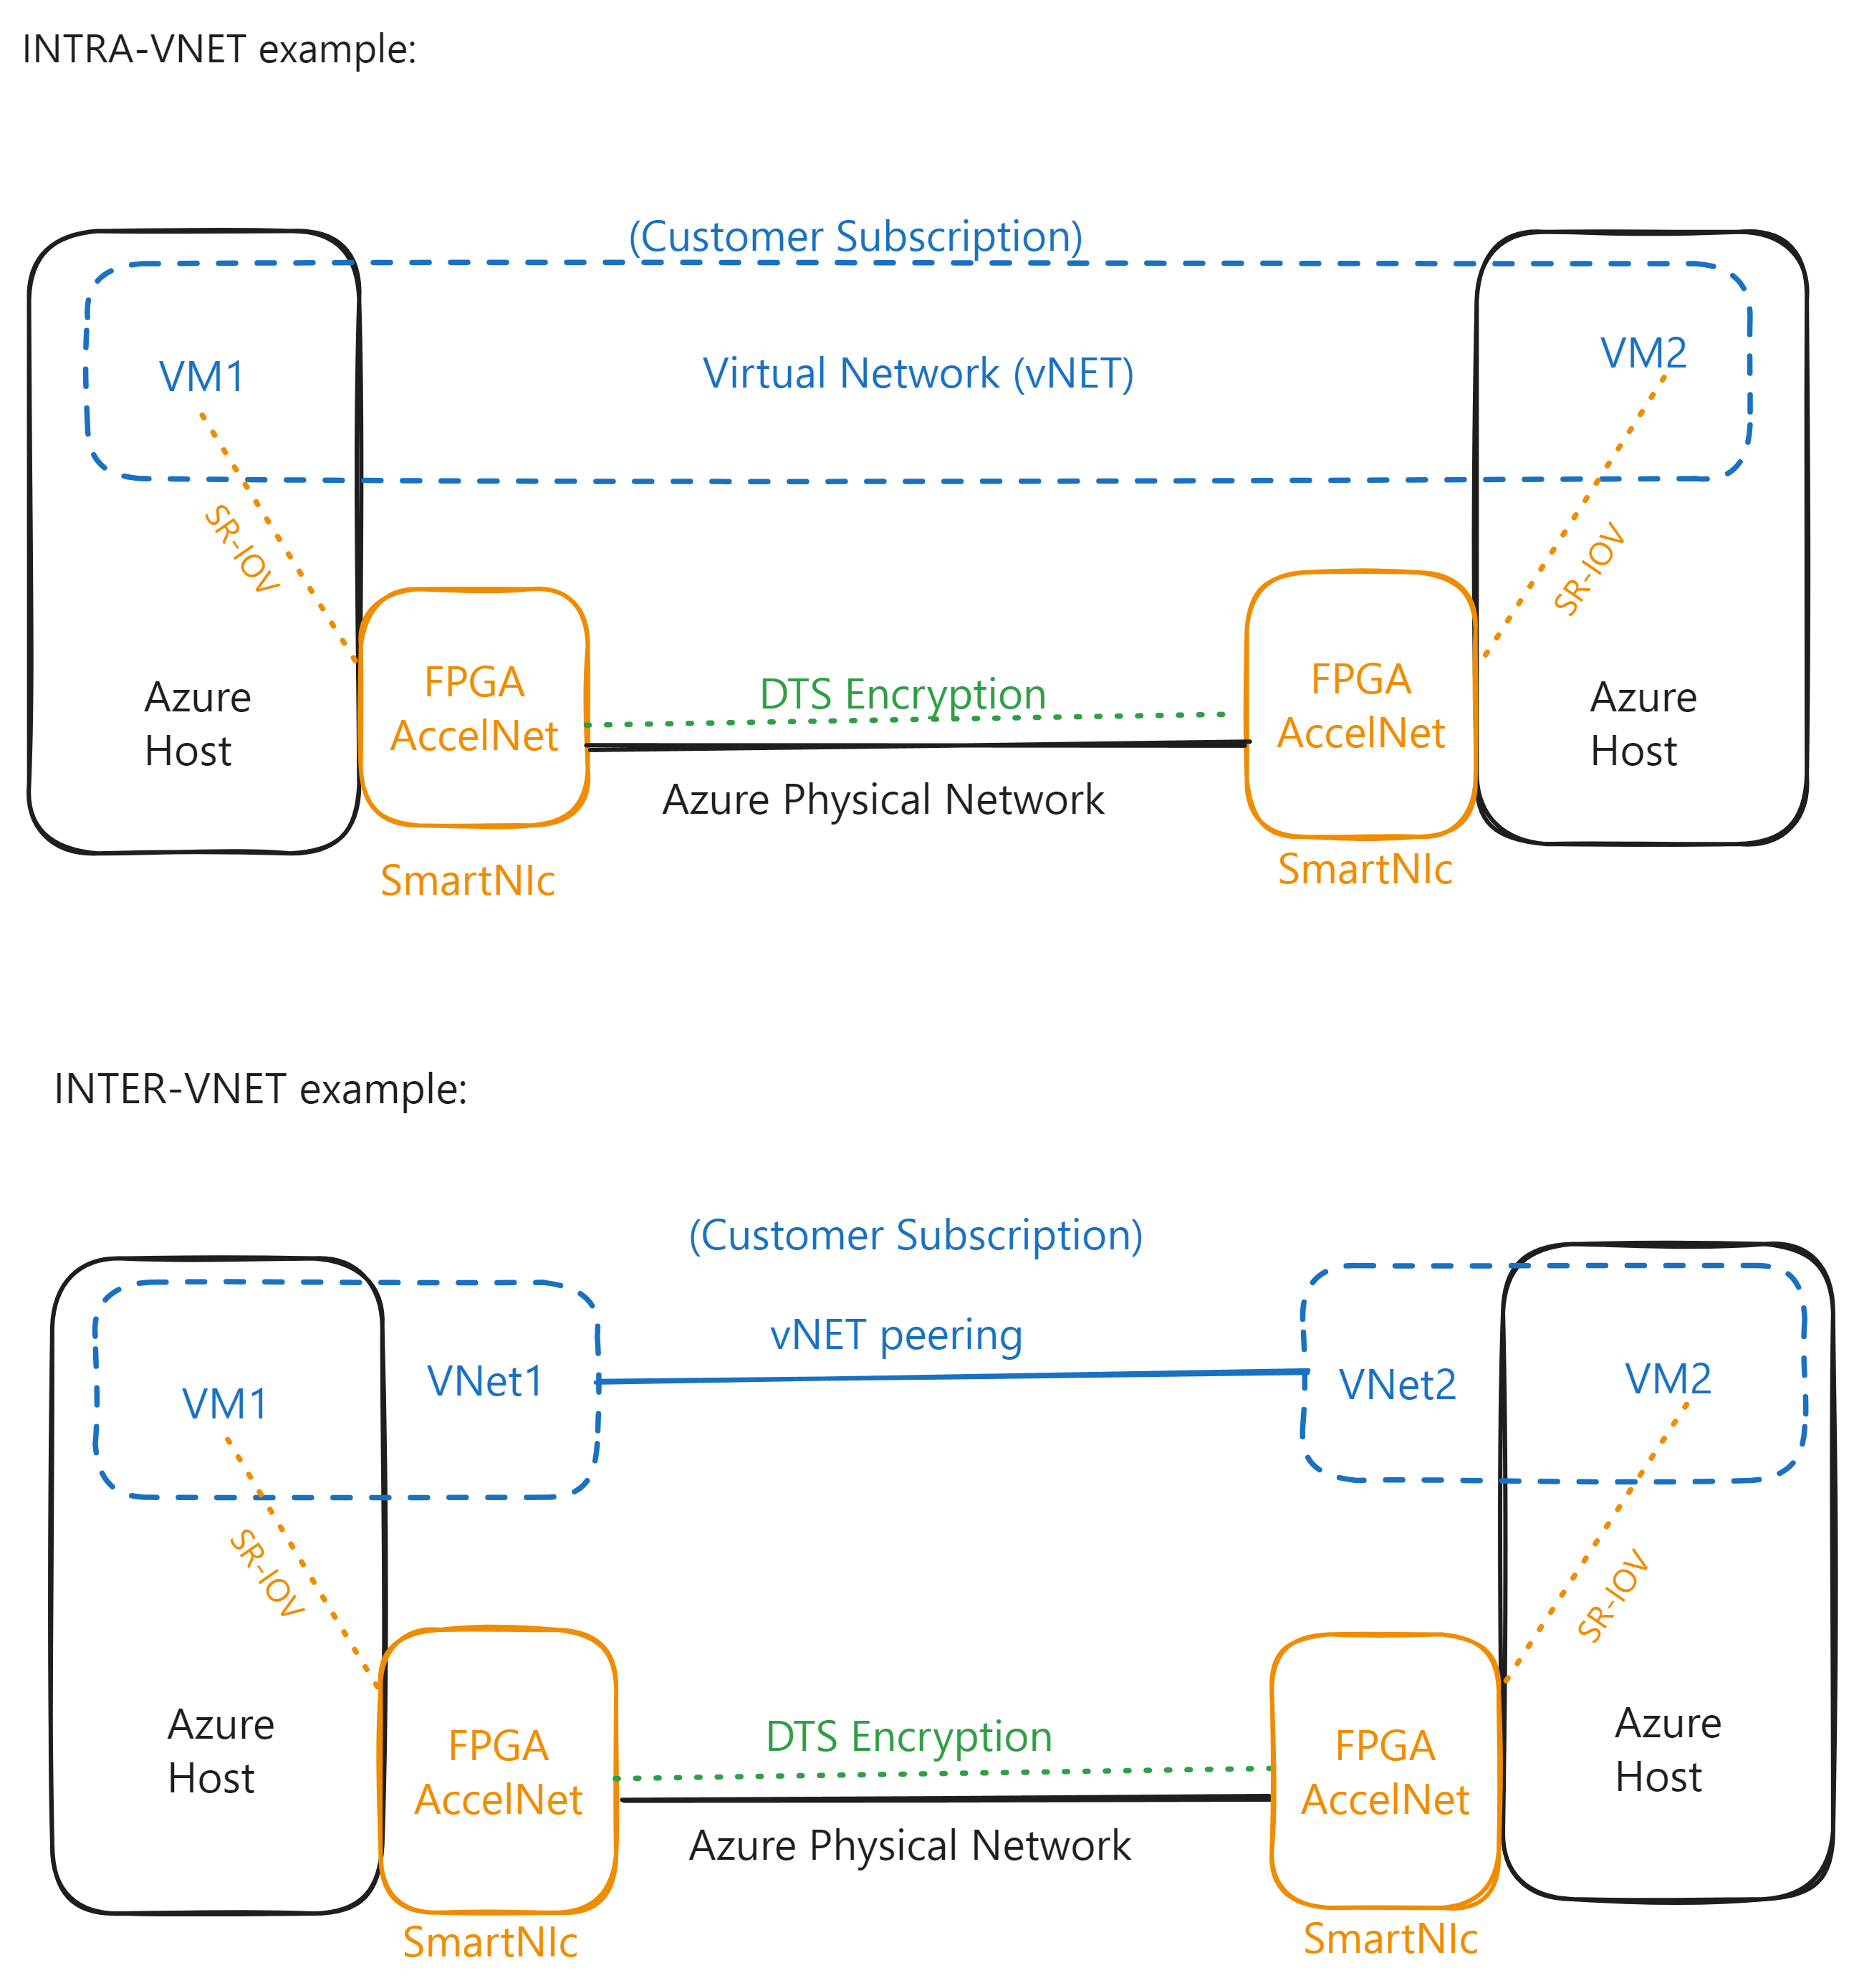 INTRA-VNET example:
(Customer Subscription)
VM1
Virtual Network (vNET)
VM2
SR-IOV
SR-IOV
Azure
Host
FPGA
AccelNet
DTS Encryption
Azure Physical Network
FPGA
AccelNet
Azure
Host
SmartNIc
SmartNIc
INTER-VNET example:
(Customer Subscription)
VM1
VNet1
vNET peering
VNet2
VM2
SR-IOV
SR-IOV
Azure
Host
FPGA
AccelNet
DTS Encryption
Azure Physical Network
FPGA
AccelNet
Azure
Host
SmartNIc
SmartNIc